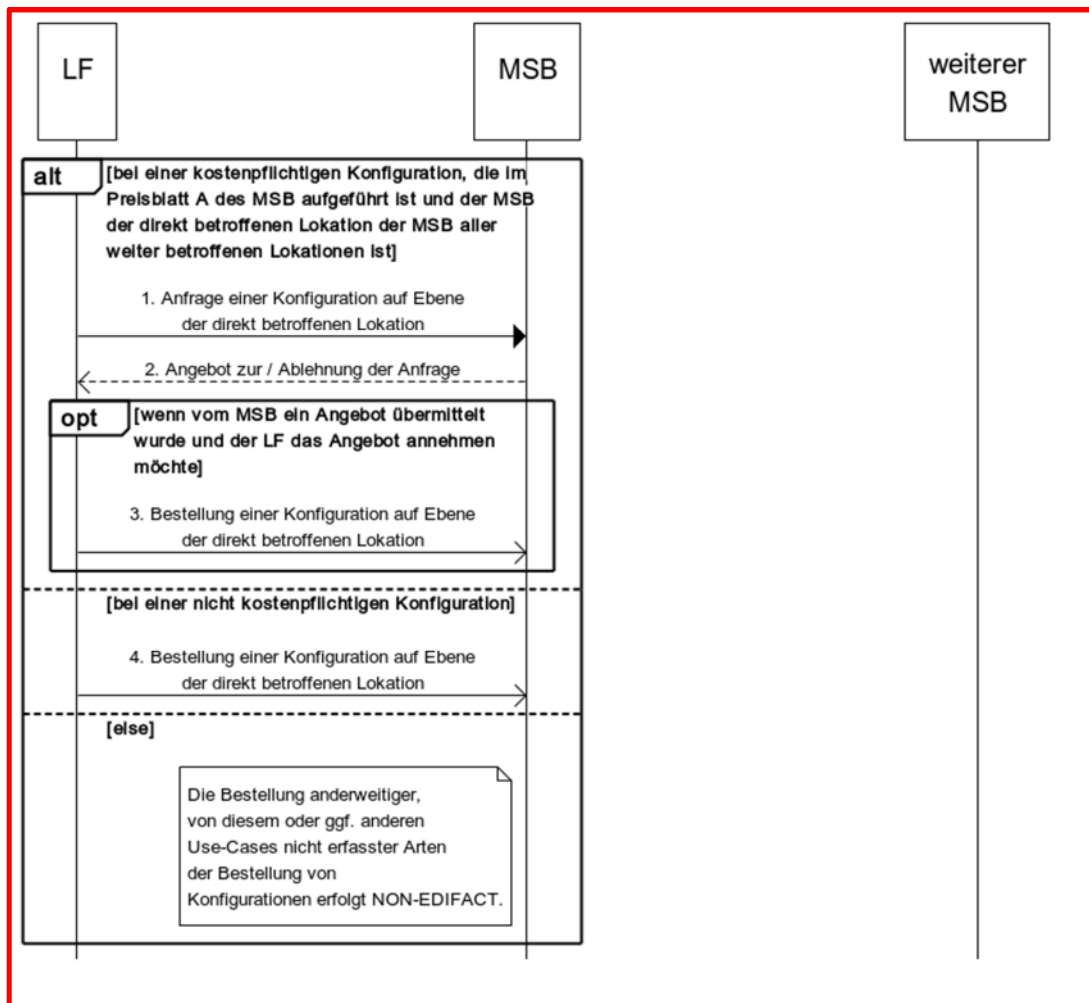 LF
MSB
weiterer
MSB
alt
[bei einer kostenpflichtigen Konfiguration, die im
Preisblatt A des MSB aufgeführt ist und der MSB
der direkt betroffenen Lokation der MSB aller
weiter betroffenen Lokationen ist]
1. Anfrage einer Konfiguration auf Ebene
der direkt betroffenen Lokation
2. Angebot zur / Ablehnung der Anfrage
opt
[wenn vom MSB ein Angebot übermittelt
wurde und der LF das Angebot annehmen
möchte]
3. Bestellung einer Konfiguration auf Ebene
der direkt betroffenen Lokation
[bei einer nicht kostenpflichtigen Konfiguration]
4. Bestellung einer Konfiguration auf Ebene
der direkt betroffenen Lokation
[else]
Die Bestellung anderweitiger,
von diesem oder ggf. anderen
Use-Cases nicht erfasster Arten
der Bestellung von
Konfigurationen erfolgt NON-EDIFACT.